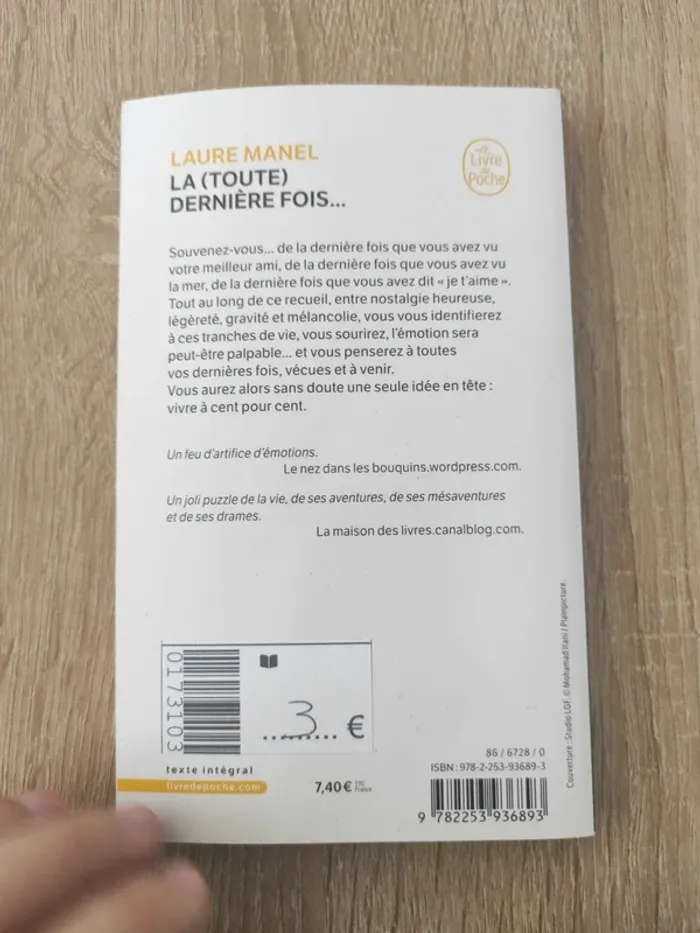 LAURE MANEL
LA (TOUTE)
DERNIÈRE FOIS...
Le
Livre
de
Poche
Souvenez-vous... de la dernière fois que vous avez vu
votre meilleur ami, de la dernière fois que vous avez vu
la mer, de la dernière fois que vous avez dit « je t'aime ».
Tout au long de ce recueil, entre nostalgie heureuse,
légèreté, gravité et mélancolie, vous vous identifierez
à ces tranches de vie, vous sourirez, l'émotion sera
peut-être palpable... et vous penserez à toutes
vos dernières fois, vécues et à venir.
Vous aurez alors sans doute une seule idée en tête :
vivre à cent pour cent.
Un feu d'artifice d'émotions.
Le nez dans les bouquins.wordpress.com.
Un joli puzzle de la vie, de ses aventures, de ses mésaventures
et de ses drames.
La maison des livres.canalblog.com.
0173103
3 €
texte intégral
livredepoche.com
7,40 € TTC
France
86 / 6728 / 0
ISBN : 978-2-253-93689-3
9 782253 936893
Couverture : Studio LGF. © Mohamad Itani / Plainpicture.